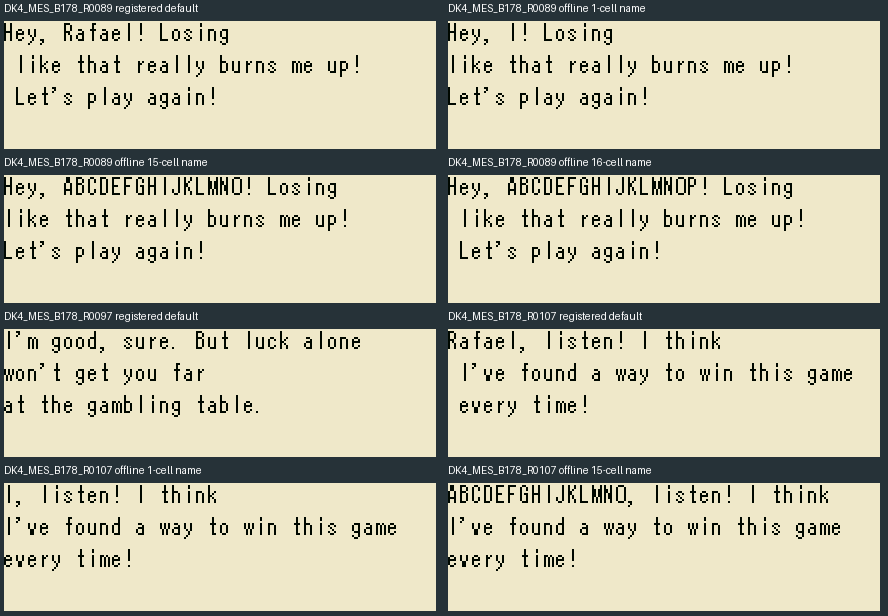 DK4_MES_B178_R0089 registered default
Hey, Rafael! Losing
like that really burns me up!
Let's play again!
DK4_MES_B178_R0089 offline 1-cell name
Hey, I! Losing
like that really burns me up!
Let's play again!
DK4_MES_B178_R0089 offline 15-cell name
Hey, ABCDEFGHIJKLMNO! Losing
like that really burns me up!
Let's play again!
DK4_MES_B178_R0089 offline 16-cell name
Hey, ABCDEFGHIJKLMNOP! Losing
like that really burns me up!
Let's play again!
DK4_MES_B178_R0097 registered default
I'm good, sure. But luck alone
won't get you far
at the gambling table.
DK4_MES_B178_R0107 registered default
Rafael, listen! I think
I've found a way to win this game
every time!
DK4_MES_B178_R0107 offline 1-cell name
I, listen! I think
I've found a way to win this game
every time!
DK4_MES_B178_R0107 offline 15-cell name
ABCDEFGHIJKLMNO, listen! I think
I've found a way to win this game
every time!